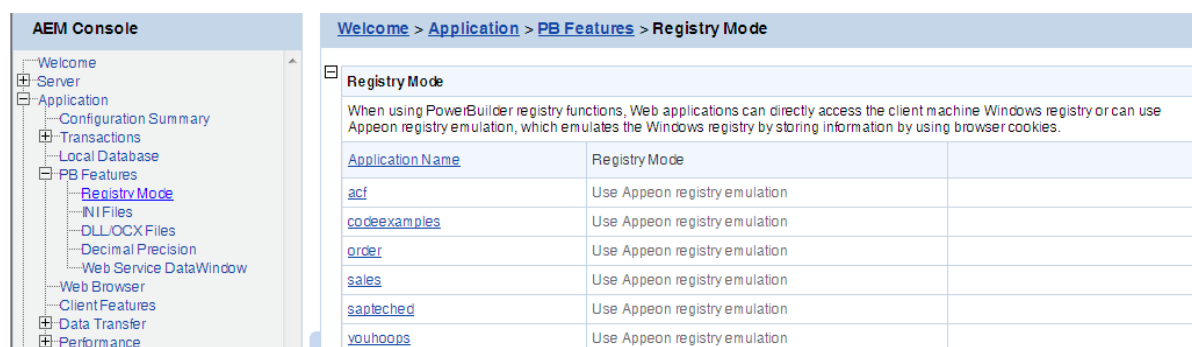 AEM Console
Welcome
Server
Application
Configuration Summary
Transactions
Local Database
PB Features
Registry Mode
INI Files
DLL/OCX Files
Decimal Precision
Web Service DataWindow
Web Browser
Client Features
Data Transfer
Performance
Welcome > Application > PB Features > Registry Mode
Registry Mode
When using PowerBuilder registry functions, Web applications can directly access the client machine Windows registry or can use
Appeon registry emulation, which emulates the Windows registry by storing information by using browser cookies.
Application Name Registry Mode
acf Use Appeon registry emulation
codeexamples Use Appeon registry emulation
order Use Appeon registry emulation
sales Use Appeon registry emulation
sapteched Use Appeon registry emulation
youhoops Use Appeon registry emulation